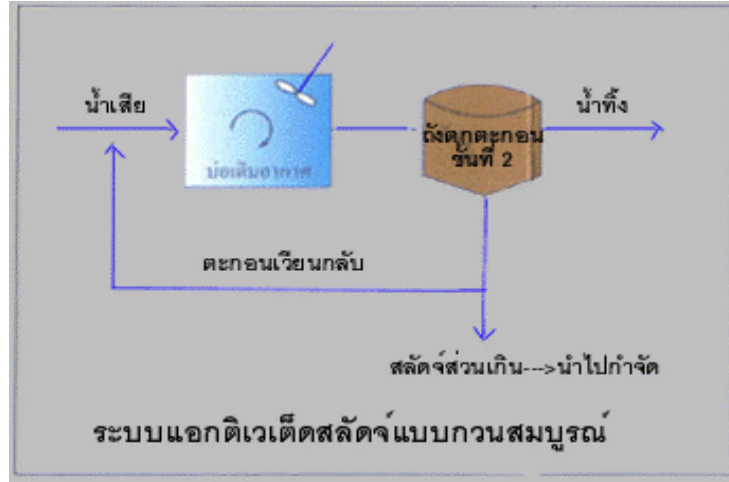 น้ำเสีย
บ่อเติมอากาศ
ถังตกตะกอน
ขั้นที่ 2
น้ำทิ้ง
ตะกอนเวียนกลับ
สลัดจ์ส่วนเกิน--->นำไปกำจัด
ระบบแอกติเวเต็ดสลัดจ์แบบกวนสมบูรณ์